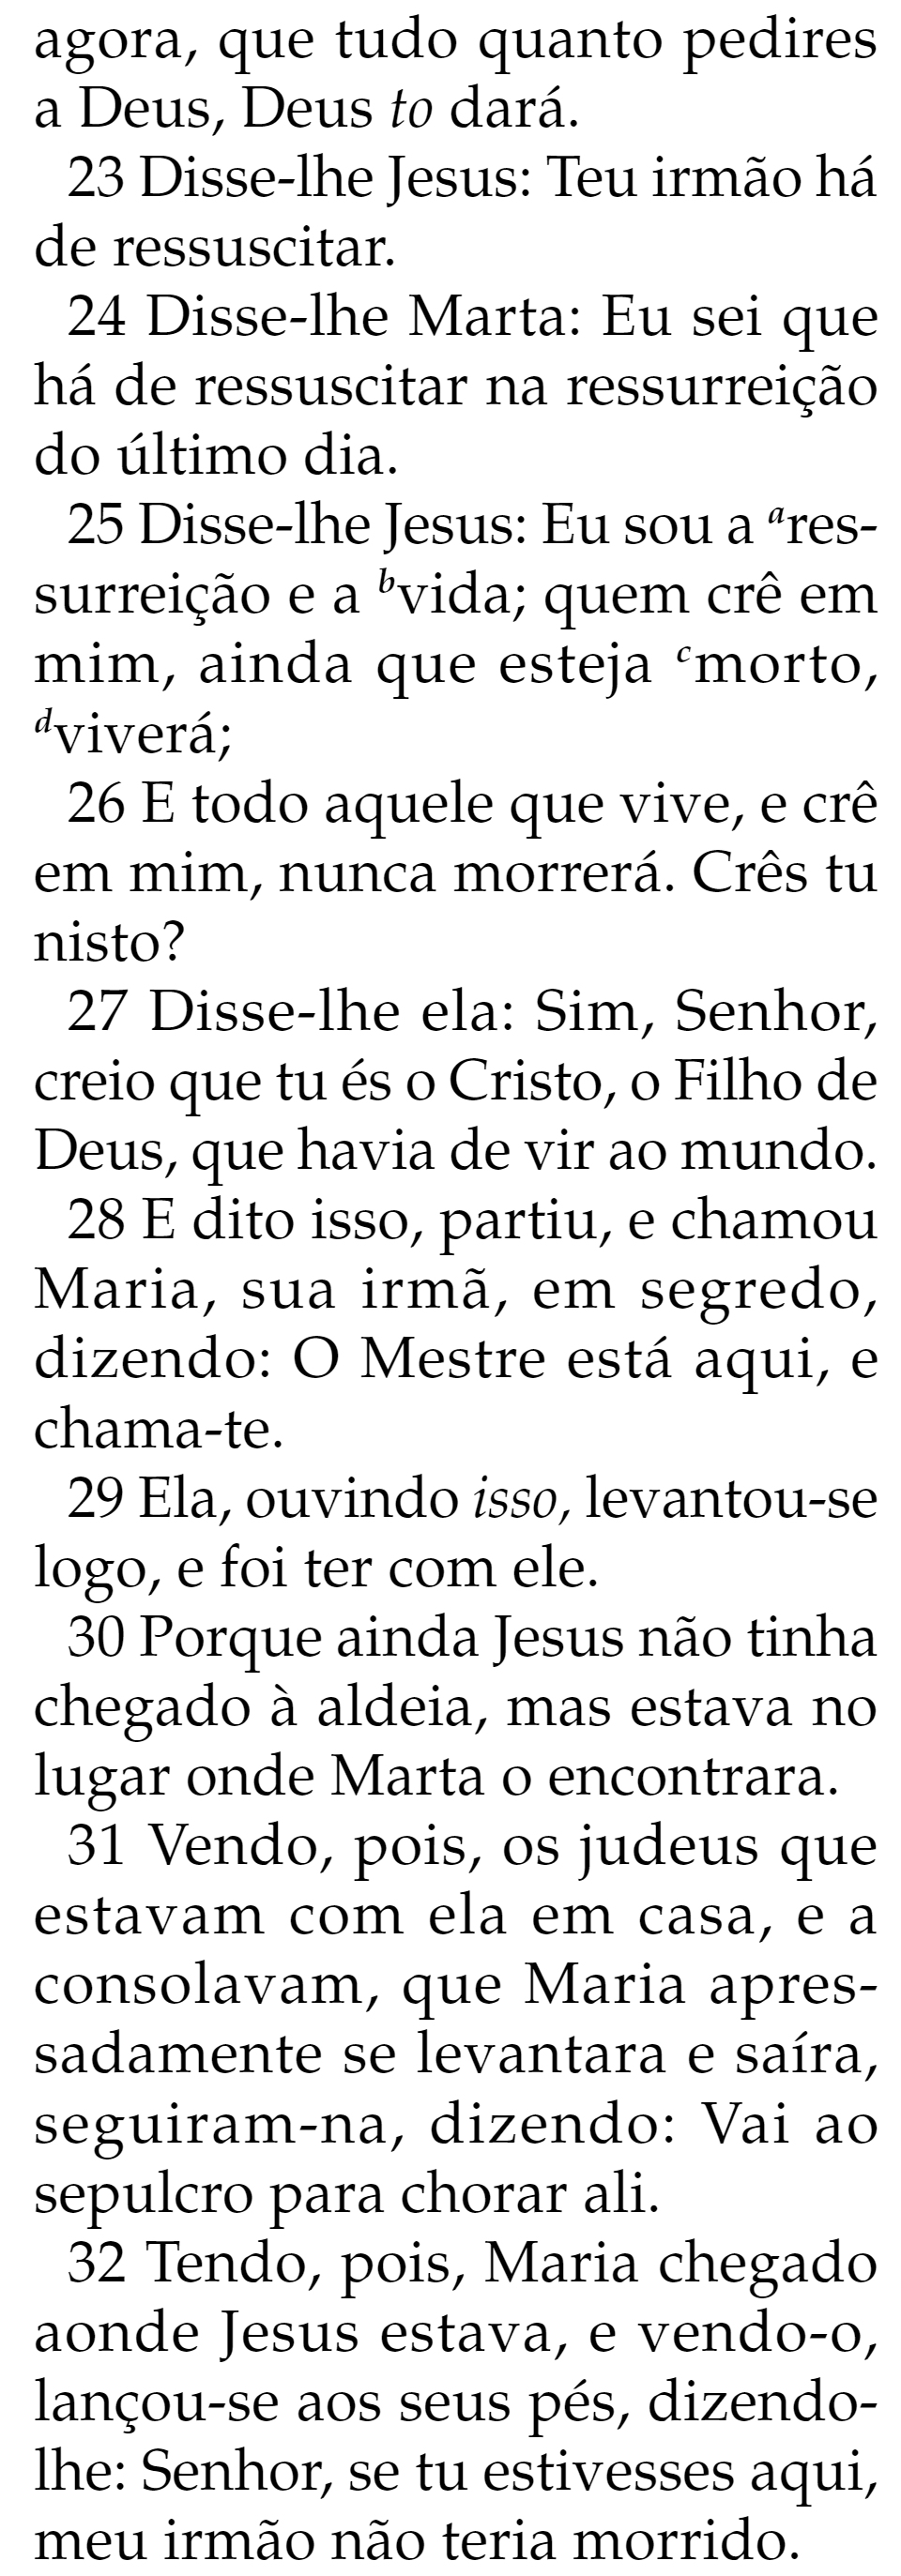 agora, que tudo quanto pedires
a Deus, Deus to dará.
23 Disse-lhe Jesus: Teu irmão há
de ressuscitar.
24 Disse-lhe Marta: Eu sei que
há de ressuscitar na ressurreição
do último dia.
25 Disse-lhe Jesus: Eu sou a ares-
surreição e a bvida; quem crê em
mim, ainda que esteja cmorto,
dviverá;
26 E todo aquele que vive, e crê
em mim, nunca morrerá. Crês tu
nisto?
27 Disse-lhe ela: Sim, Senhor,
creio que tu és o Cristo, o Filho de
Deus, que havia de vir ao mundo.
28 E dito isso, partiu, e chamou
Maria, sua irmã, em segredo,
dizendo: O Mestre está aqui, e
chama-te.
29 Ela, ouvindo isso, levantou-se
logo, e foi ter com ele.
30 Porque ainda Jesus não tinha
chegado à aldeia, mas estava no
lugar onde Marta o encontrara.
31 Vendo, pois, os judeus que
estavam com ela em casa, e a
consolavam, que Maria apres-
sadamente se levantara e saíra,
seguiram-na, dizendo: Vai ao
sepulcro para chorar ali.
32 Tendo, pois, Maria chegado
aonde Jesus estava, e vendo-o,
lançou-se aos seus pés, dizendo-
lhe: Senhor, se tu estivesses aqui,
meu irmão não teria morrido.